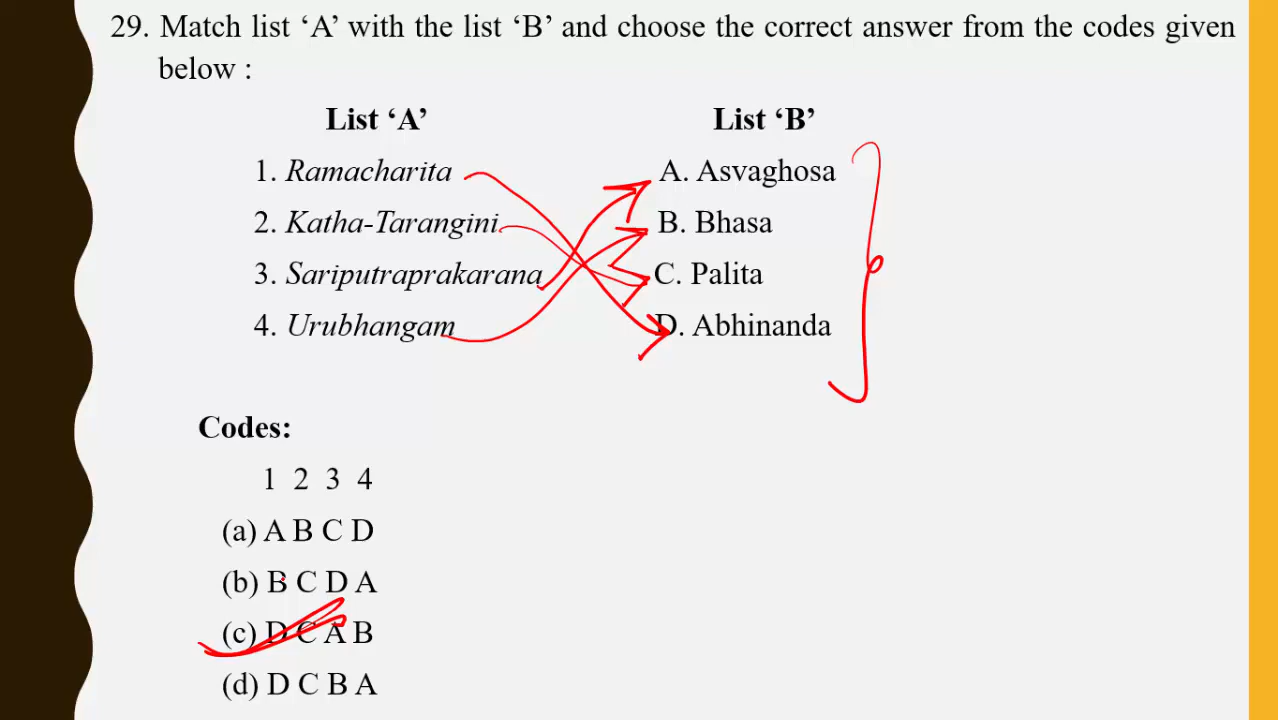 29. Match list ‘A’ with the list ‘B’ and choose the correct answer from the codes given
below :
List ‘A’ List ‘B’
1. Ramacharita A. Asvaghosa
2. Katha-Tarangini B. Bhasa
3. Sariputraprakarana C. Palita
4. Urubhangam D. Abhinanda
Codes:
1 2 3 4
(a) A B C D
(b) B C D A
(c) D C A B
(d) D C B A